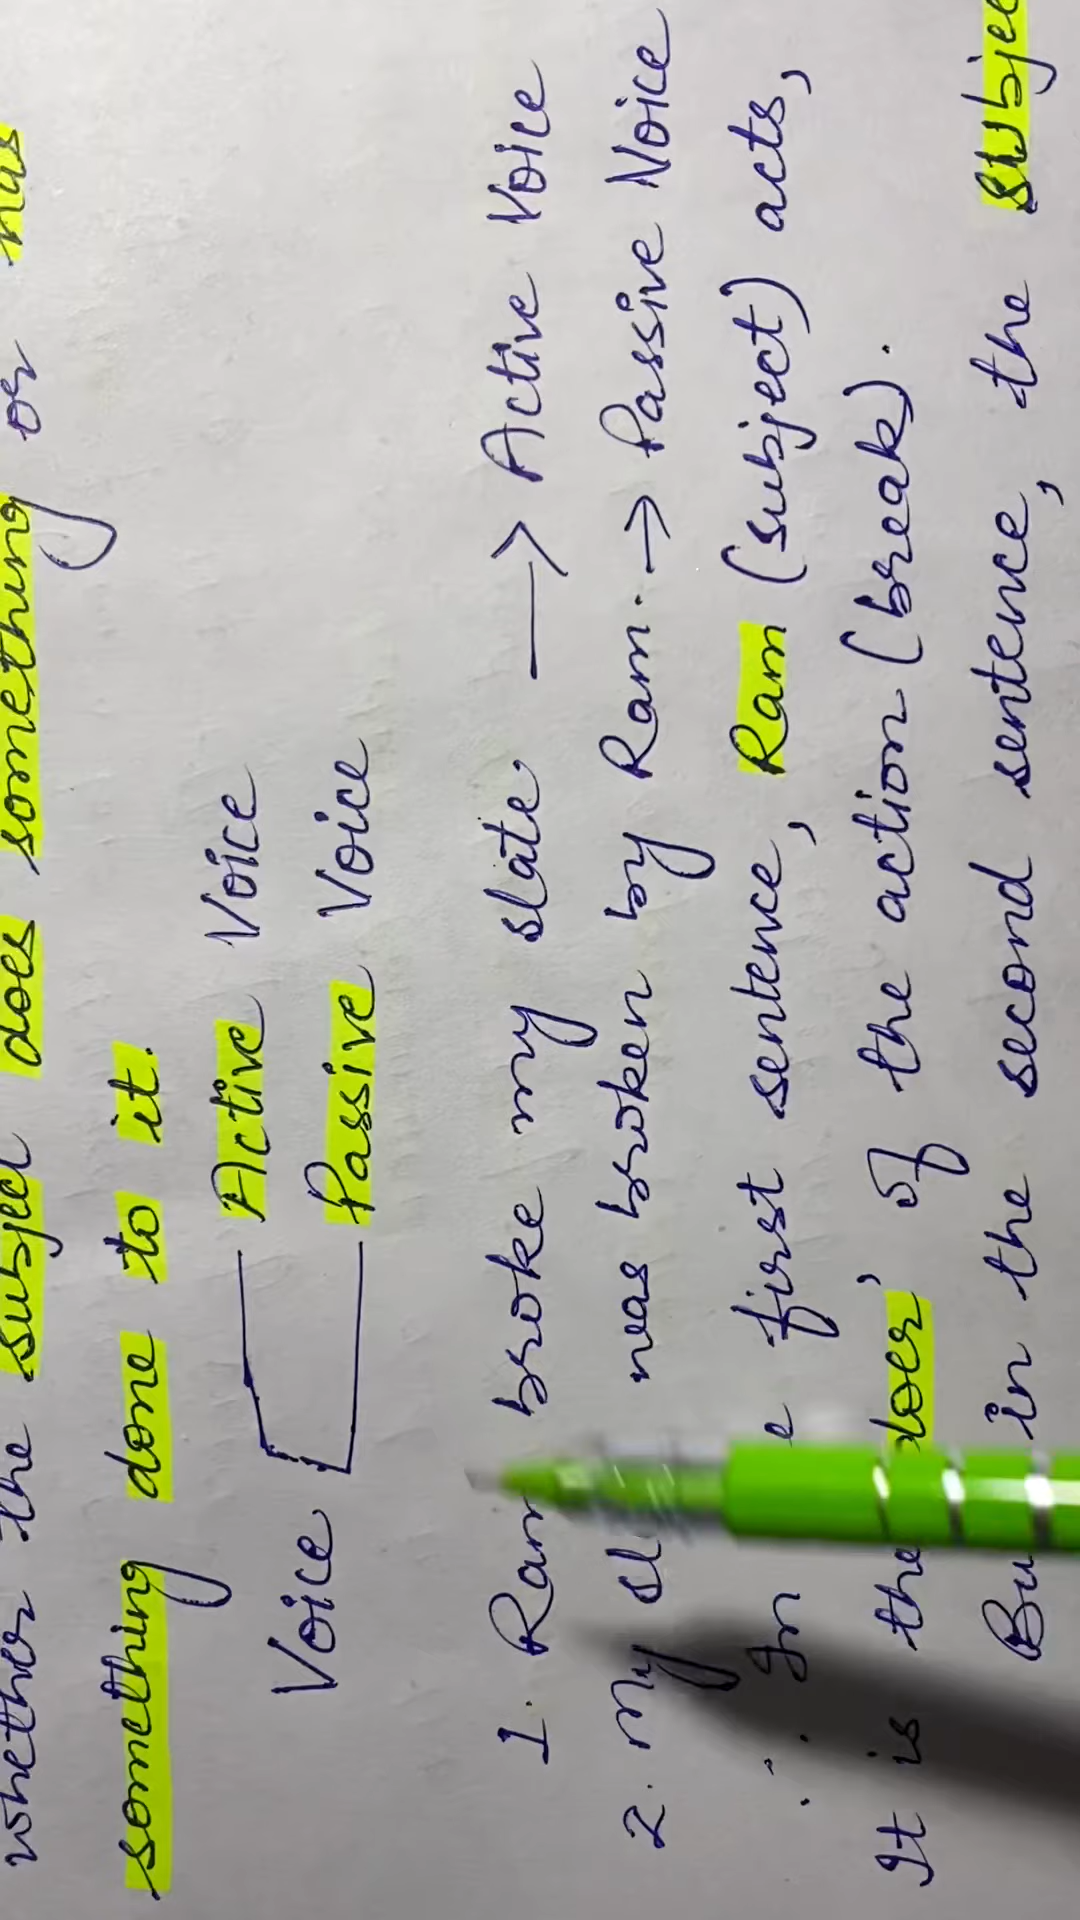 whether the subject does something or has
something done to it.
Active Voice
Voice
Passive Voice
1. Ram broke my slate. → Active Voice
2. My was broken by Ram. → Passive Voice
∴ In first sentence, Ram (subject) acts,
It is the 'doer' of the action (break).
in the second sentence, the